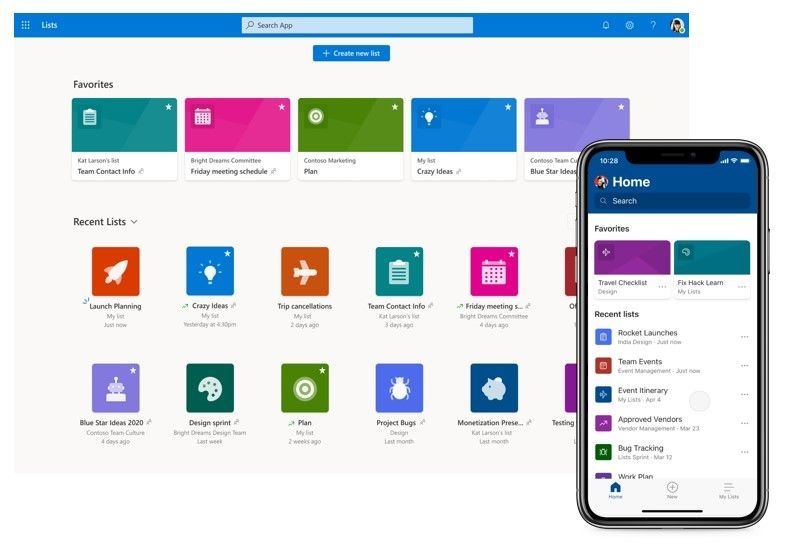 Lists
Search App
?
+ Create new list
Favorites
Kat Larson's list
Team Contact Info
Bright Dreams Committee
Friday meeting schedule
Contoso Marketing
Plan
My list
Crazy Ideas
Contoso Team Cu
Blue Star Ideas
Recent Lists
Launch Planning
My list
Just now
Crazy Ideas
My list
Yesterday at 4:30pm
Trip cancellations
My list
2 days ago
Team Contact Info
Kat Larson's list
3 days ago
Friday meeting s...
Bright Dreams Committee
4 days ago
Of
Blue Star Ideas 2020
Contoso Team Culture
4 days ago
Design sprint
Bright Dreams Design Team
Last week
Plan
My list
2 weeks ago
Project Bugs
Design
Last month
Monetization Prese...
Kat Larson's list
Last month
Testing
10:28
Home
Search
Favorites
Travel Checklist
Design
...
Fix Hack Learn
My Lists
...
Recent lists
Rocket Launches
India Design · Just now
...
Team Events
Event Management · Just now
...
Event Itinerary
My Lists · Apr 4
...
Approved Vendors
Vendor Management · Mar 23
...
Bug Tracking
Lists Sprint · Mar 12
...
Work Plan
Home
New
My Lists